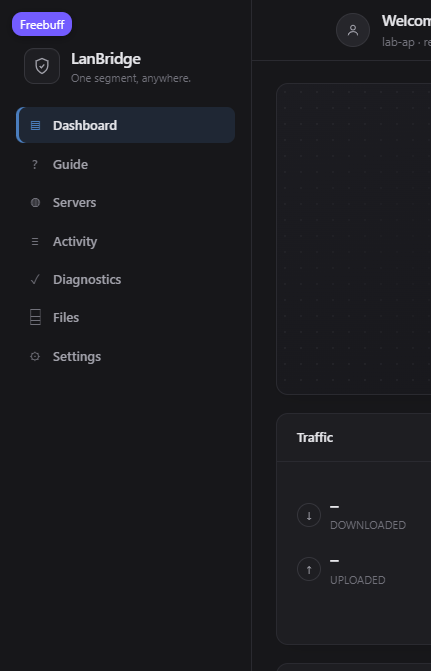 Freebuff
LanBridge
One segment, anywhere.
Dashboard
? Guide
Servers
Activity
Diagnostics
Files
Settings
Welcom
lab-ap · re
Traffic
↓ –
DOWNLOADED
↑ –
UPLOADED